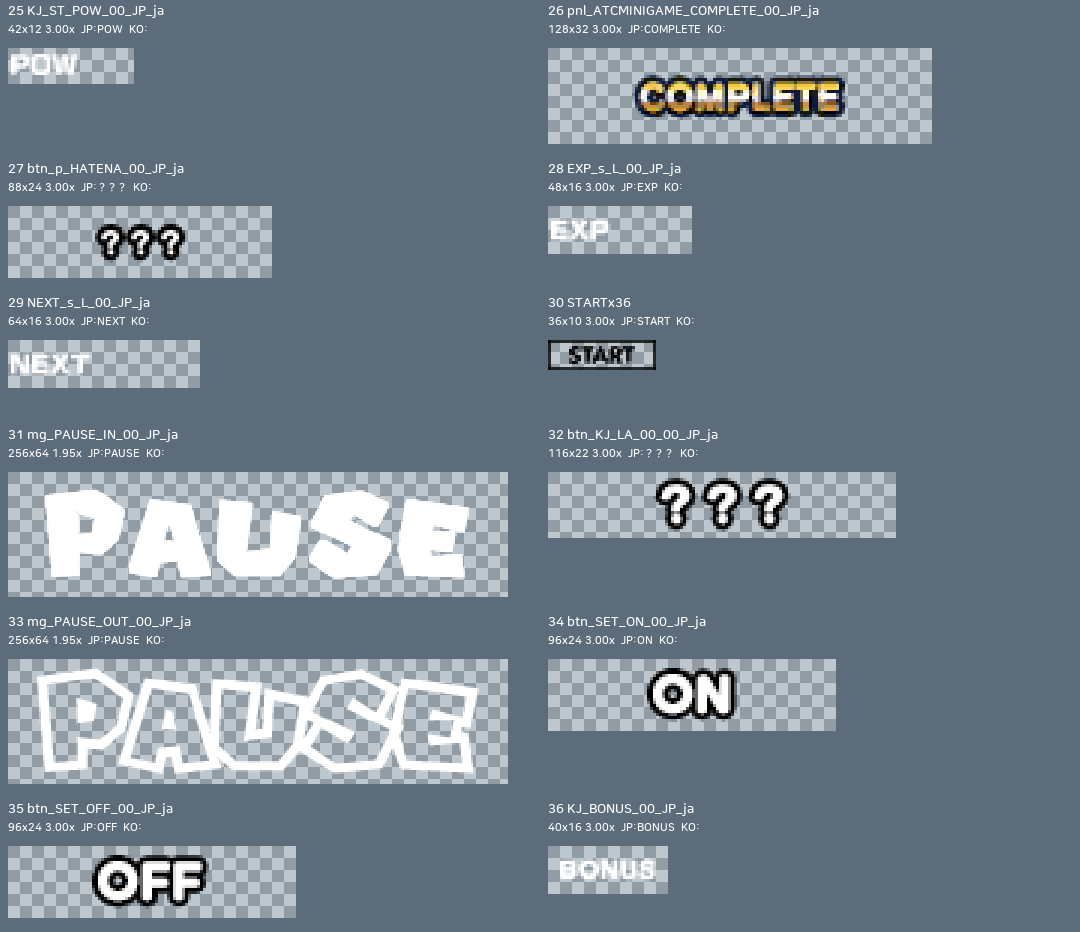 25 KJ_ST_POW_00_JP_ja
42x12 3.00x JP:POW KO:
POW
26 pnl_ATCMINIGAME_COMPLETE_00_JP_ja
128x32 3.00x JP:COMPLETE KO:
COMPLETE
27 btn_p_HATENA_00_JP_ja
88x24 3.00x JP:？？？ KO:
???
28 EXP_s_L_00_JP_ja
48x16 3.00x JP:EXP KO:
EXP
29 NEXT_s_L_00_JP_ja
64x16 3.00x JP:NEXT KO:
NEXT
30 STARTx36
36x10 3.00x JP:START KO:
START
31 mg_PAUSE_IN_00_JP_ja
256x64 1.95x JP:PAUSE KO:
PAUSE
32 btn_KJ_LA_00_00_JP_ja
116x22 3.00x JP:？？？ KO:
???
33 mg_PAUSE_OUT_00_JP_ja
256x64 1.95x JP:PAUSE KO:
PAUSE
34 btn_SET_ON_00_JP_ja
96x24 3.00x JP:ON KO:
ON
35 btn_SET_OFF_00_JP_ja
96x24 3.00x JP:OFF KO:
OFF
36 KJ_BONUS_00_JP_ja
40x16 3.00x JP:BONUS KO:
BONUS